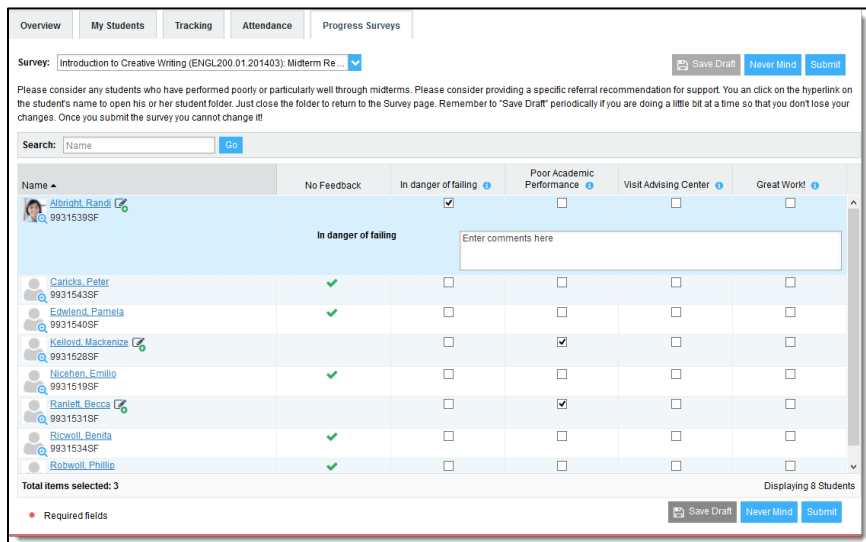 Overview My Students Tracking Attendance Progress Surveys
Survey: Introduction to Creative Writing (ENGL200.01.201403): Midterm Re... Save Draft Never Mind Submit
Please consider any students who have performed poorly or particularly well through midterms. Please consider providing a specific referral recommendation for support. You an click on the hyperlink on
the student's name to open his or her student folder. Just close the folder to return to the Survey page. Remember to "Save Draft" periodically if you are doing a little bit at a time so that you don't lose your
changes. Once you submit the survey you cannot change it!
Search: Name Go
Name No Feedback In danger of failing Poor Academic Performance Visit Advising Center Great Work!
Albright, Randi
9931539SF
In danger of failing Enter comments here
Caricks, Peter
9931543SF
Edwlend, Pamela
9931540SF
Keiloyd, Mackenize
9931528SF
Nicehen, Emilio
9931519SF
Ranlett, Becca
9931531SF
Ricwoll, Benita
9931534SF
Robwoll, Phillip
Total items selected: 3 Displaying 8 Students
* Required fields Save Draft Never Mind Submit